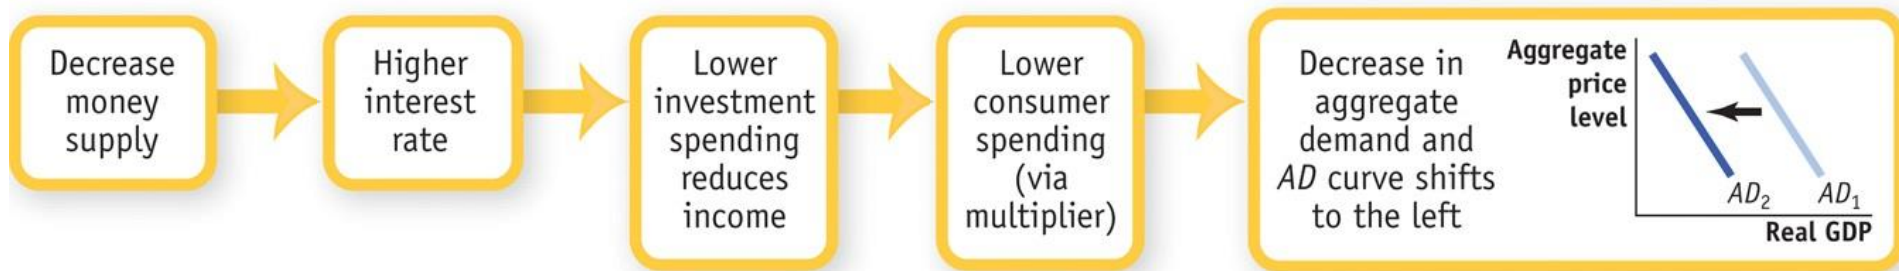 Decrease
money
supply
Higher
interest
rate
Lower
investment
spending
reduces
income
Lower
consumer
spending
(via
multiplier)
Decrease in
aggregate
demand and
AD curve shifts
to the left
Aggregate
price
level
AD2
AD1
Real GDP